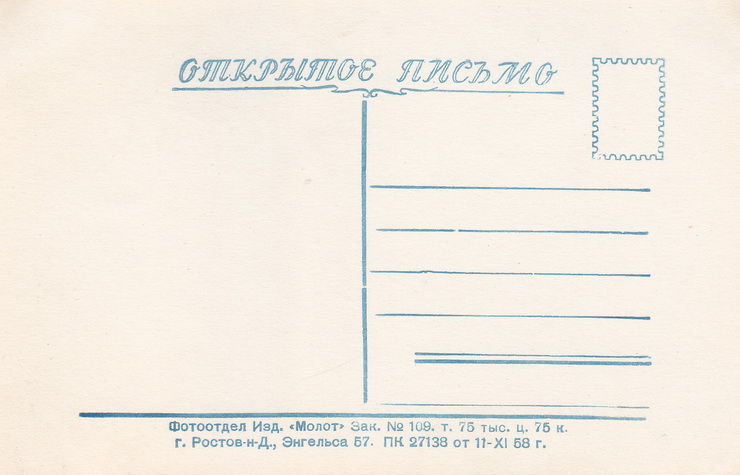 ОТКРЫТОЕ ПИСЬМО
Фотоотдел Изд. «Молот» Зак. № 109. т. 75 тыс. ц. 75 к.
г. Ростов-н-Д., Энгельса 57. ПК 27138 от 11-XI 58 г.